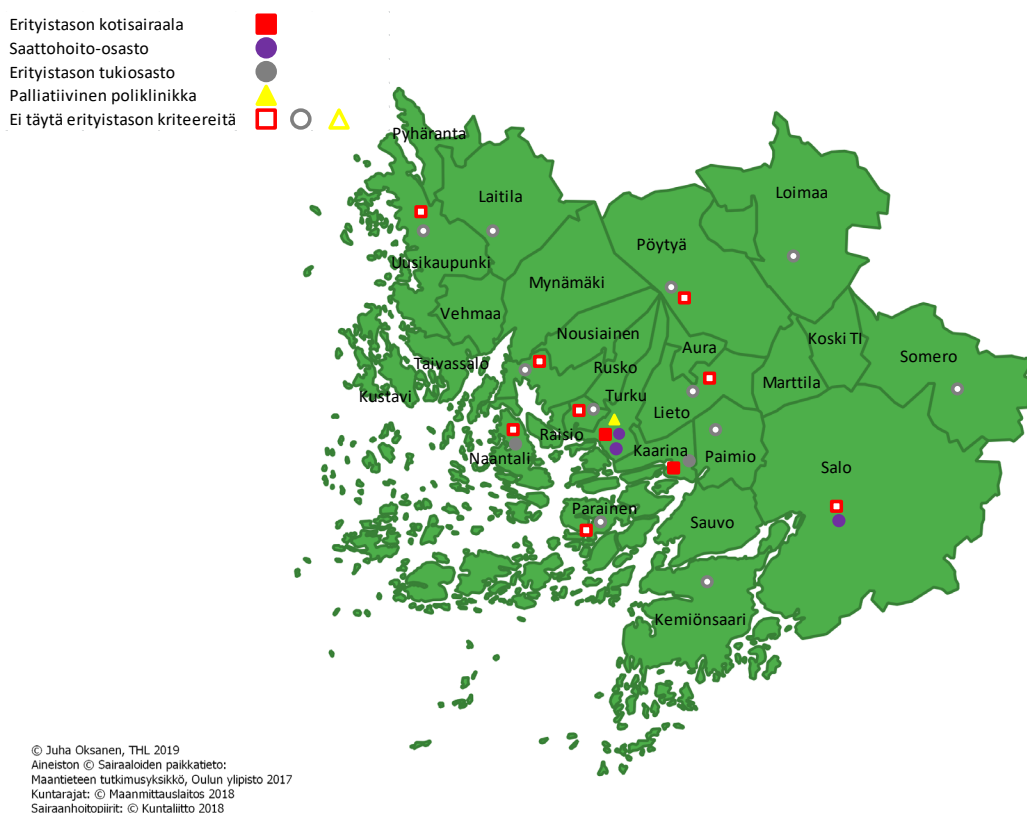 Erityistason kotisairaala
Saattohoito-osasto
Erityistason tukiosasto
Palliatiivinen poliklinikka
Ei täytä erityistason kriteereitä
Pyhäranta
Laitila
Loimaa
Pöytyä
Uusikaupunki
Mynämäki
Vehmaa
Nousiainen
Koski Tl
Aura
Somero
Taivassalo
Rusko
Marttila
Kustavi
Turku
Lieto
Raisio
Kaarina
Paimio
Naantali
Salo
Parainen
Sauvo
Kemiönsaari
© Juha Oksanen, THL 2019
Aineiston © Sairaaloiden paikkatieto:
Maantieteen tutkimusyksikkö, Oulun ylipisto 2017
Kuntarajat: © Maanmittauslaitos 2018
Sairaanhoitopiirit: © Kuntaliitto 2018